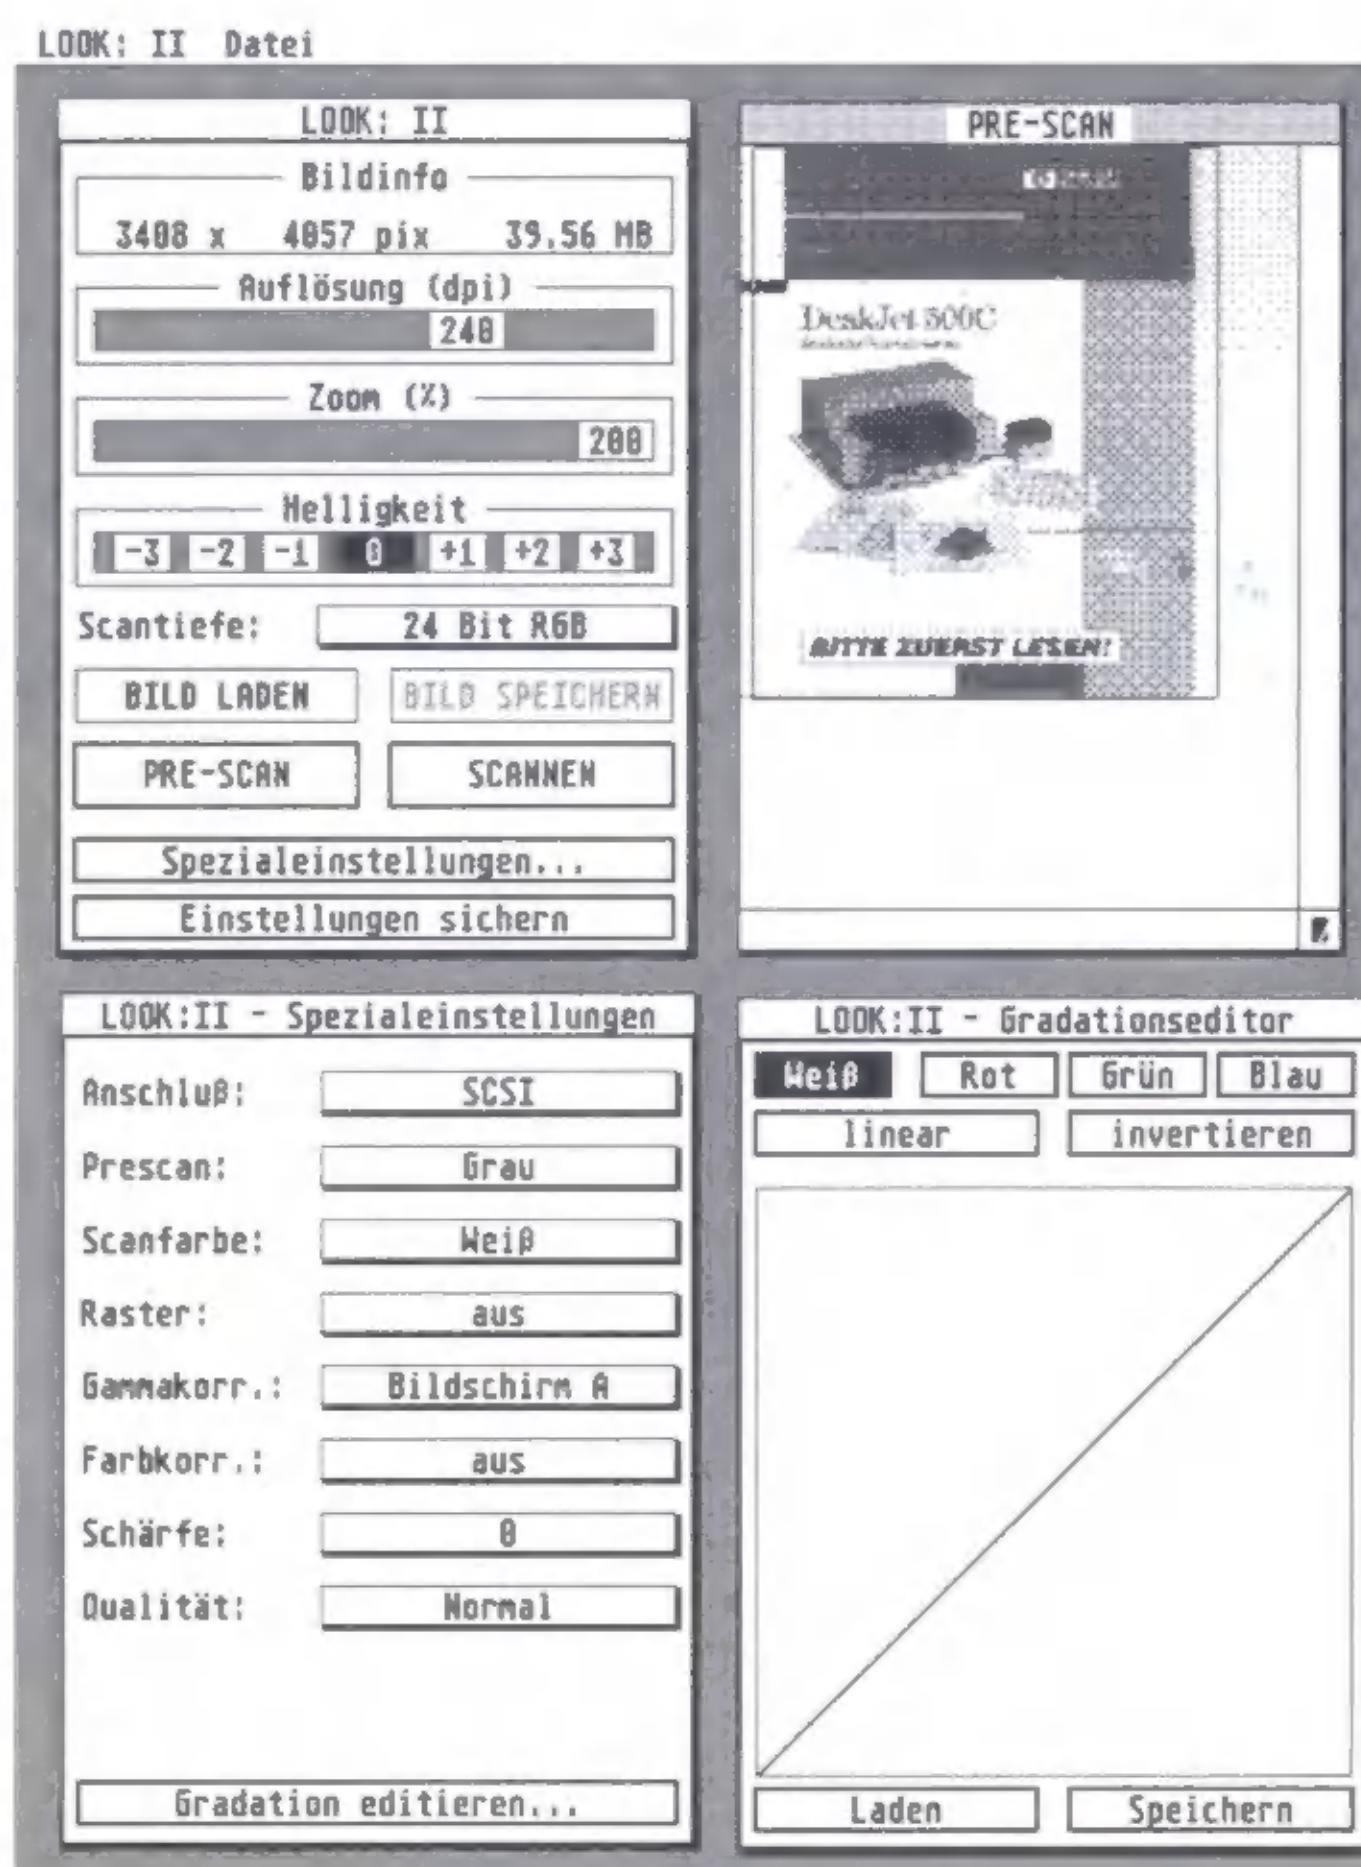 LOOK: II Datei
LOOK: II
Bildinfo
3408 x 4057 pix 39.56 MB
Auflösung (dpi)
240
Zoom (%)
200
Helligkeit
-3 -2 -1 0 +1 +2 +3
Scantiefe: 24 Bit RGB
BILD LADEN BILD SPEICHERN
PRE-SCAN SCANNEN
Spezialeinstellungen...
Einstellungen sichern
PRE-SCAN
DeskJet 500C
BITTE ZUERST LESEN!
LOOK:II - Spezialeinstellungen
Anschluß: SCSI
Prescan: Grau
Scanfarbe: Weiß
Raster: aus
Gammakorr.: Bildschirm A
Farbkorr.: aus
Schärfe: 0
Qualität: Normal
Gradation editieren...
LOOK:II - Gradationseditor
Weiß Rot Grün Blau
linear invertieren
Laden Speichern